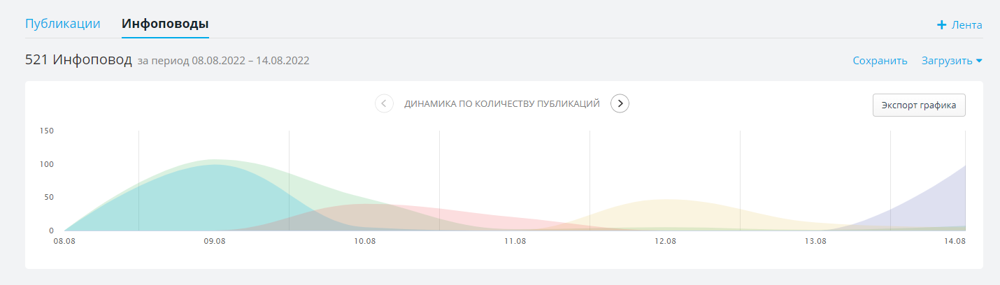 Публикации Инфоповоды + Лента
521 Инфоповод за период 08.08.2022 – 14.08.2022 Сохранить Загрузить
ДИНАМИКА ПО КОЛИЧЕСТВУ ПУБЛИКАЦИЙ Экспорт графика
150
100
50
0
08.08 09.08 10.08 11.08 12.08 13.08 14.08